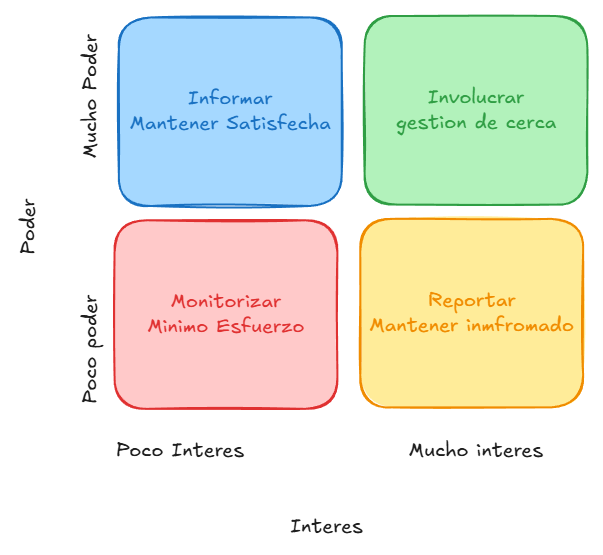 Mucho Poder
Informar
Mantener Satisfecha
Involucrar
gestion de cerca
Poder
Poco poder
Monitorizar
Minimo Esfuerzo
Reportar
Mantener inmfromado
Poco Interes
Mucho interes
Interes